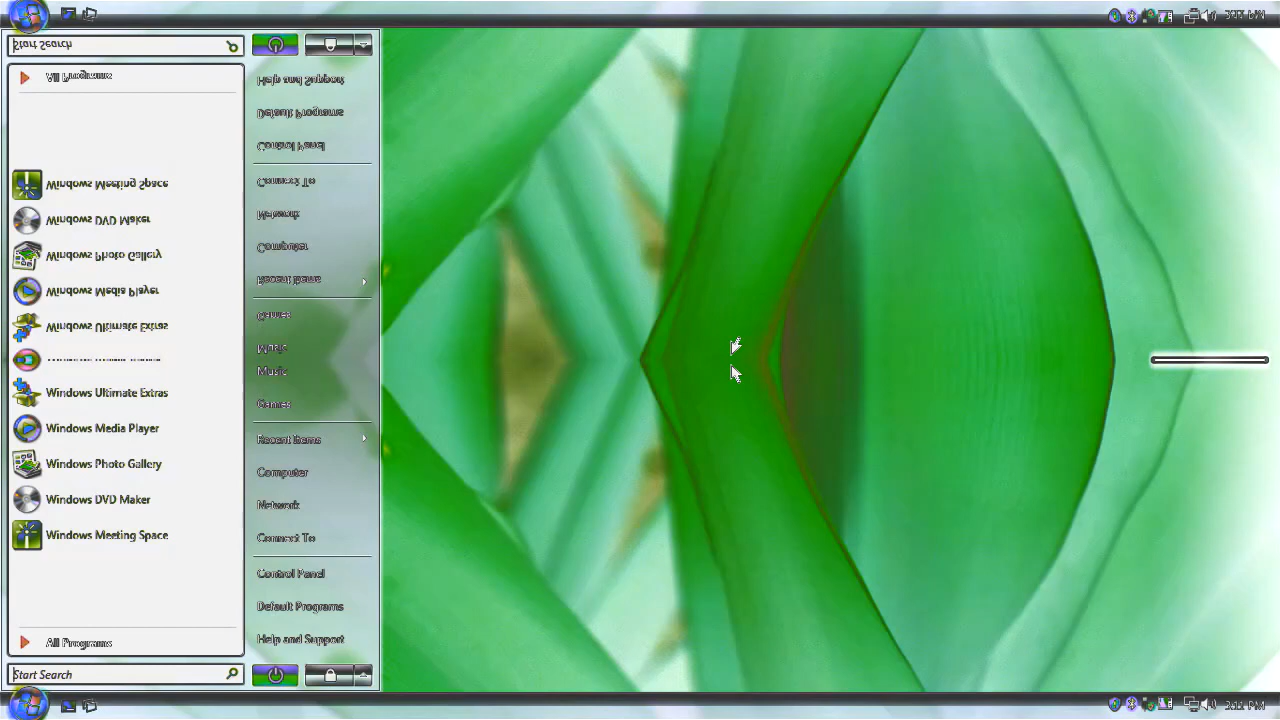 Start Search
All Programs
Windows Meeting Space
Windows DVD Maker
Windows Photo Gallery
Windows Media Player
Windows Ultimate Extras
Windows Ultimate Extras
Windows Media Player
Windows Photo Gallery
Windows DVD Maker
Windows Meeting Space
All Programs
Start Search
Help and Support
Default Programs
Control Panel
Connect To
Network
Computer
Recent Items
Games
Music
Music
Games
Recent Items
Computer
Network
Connect To
Control Panel
Default Programs
Help and Support